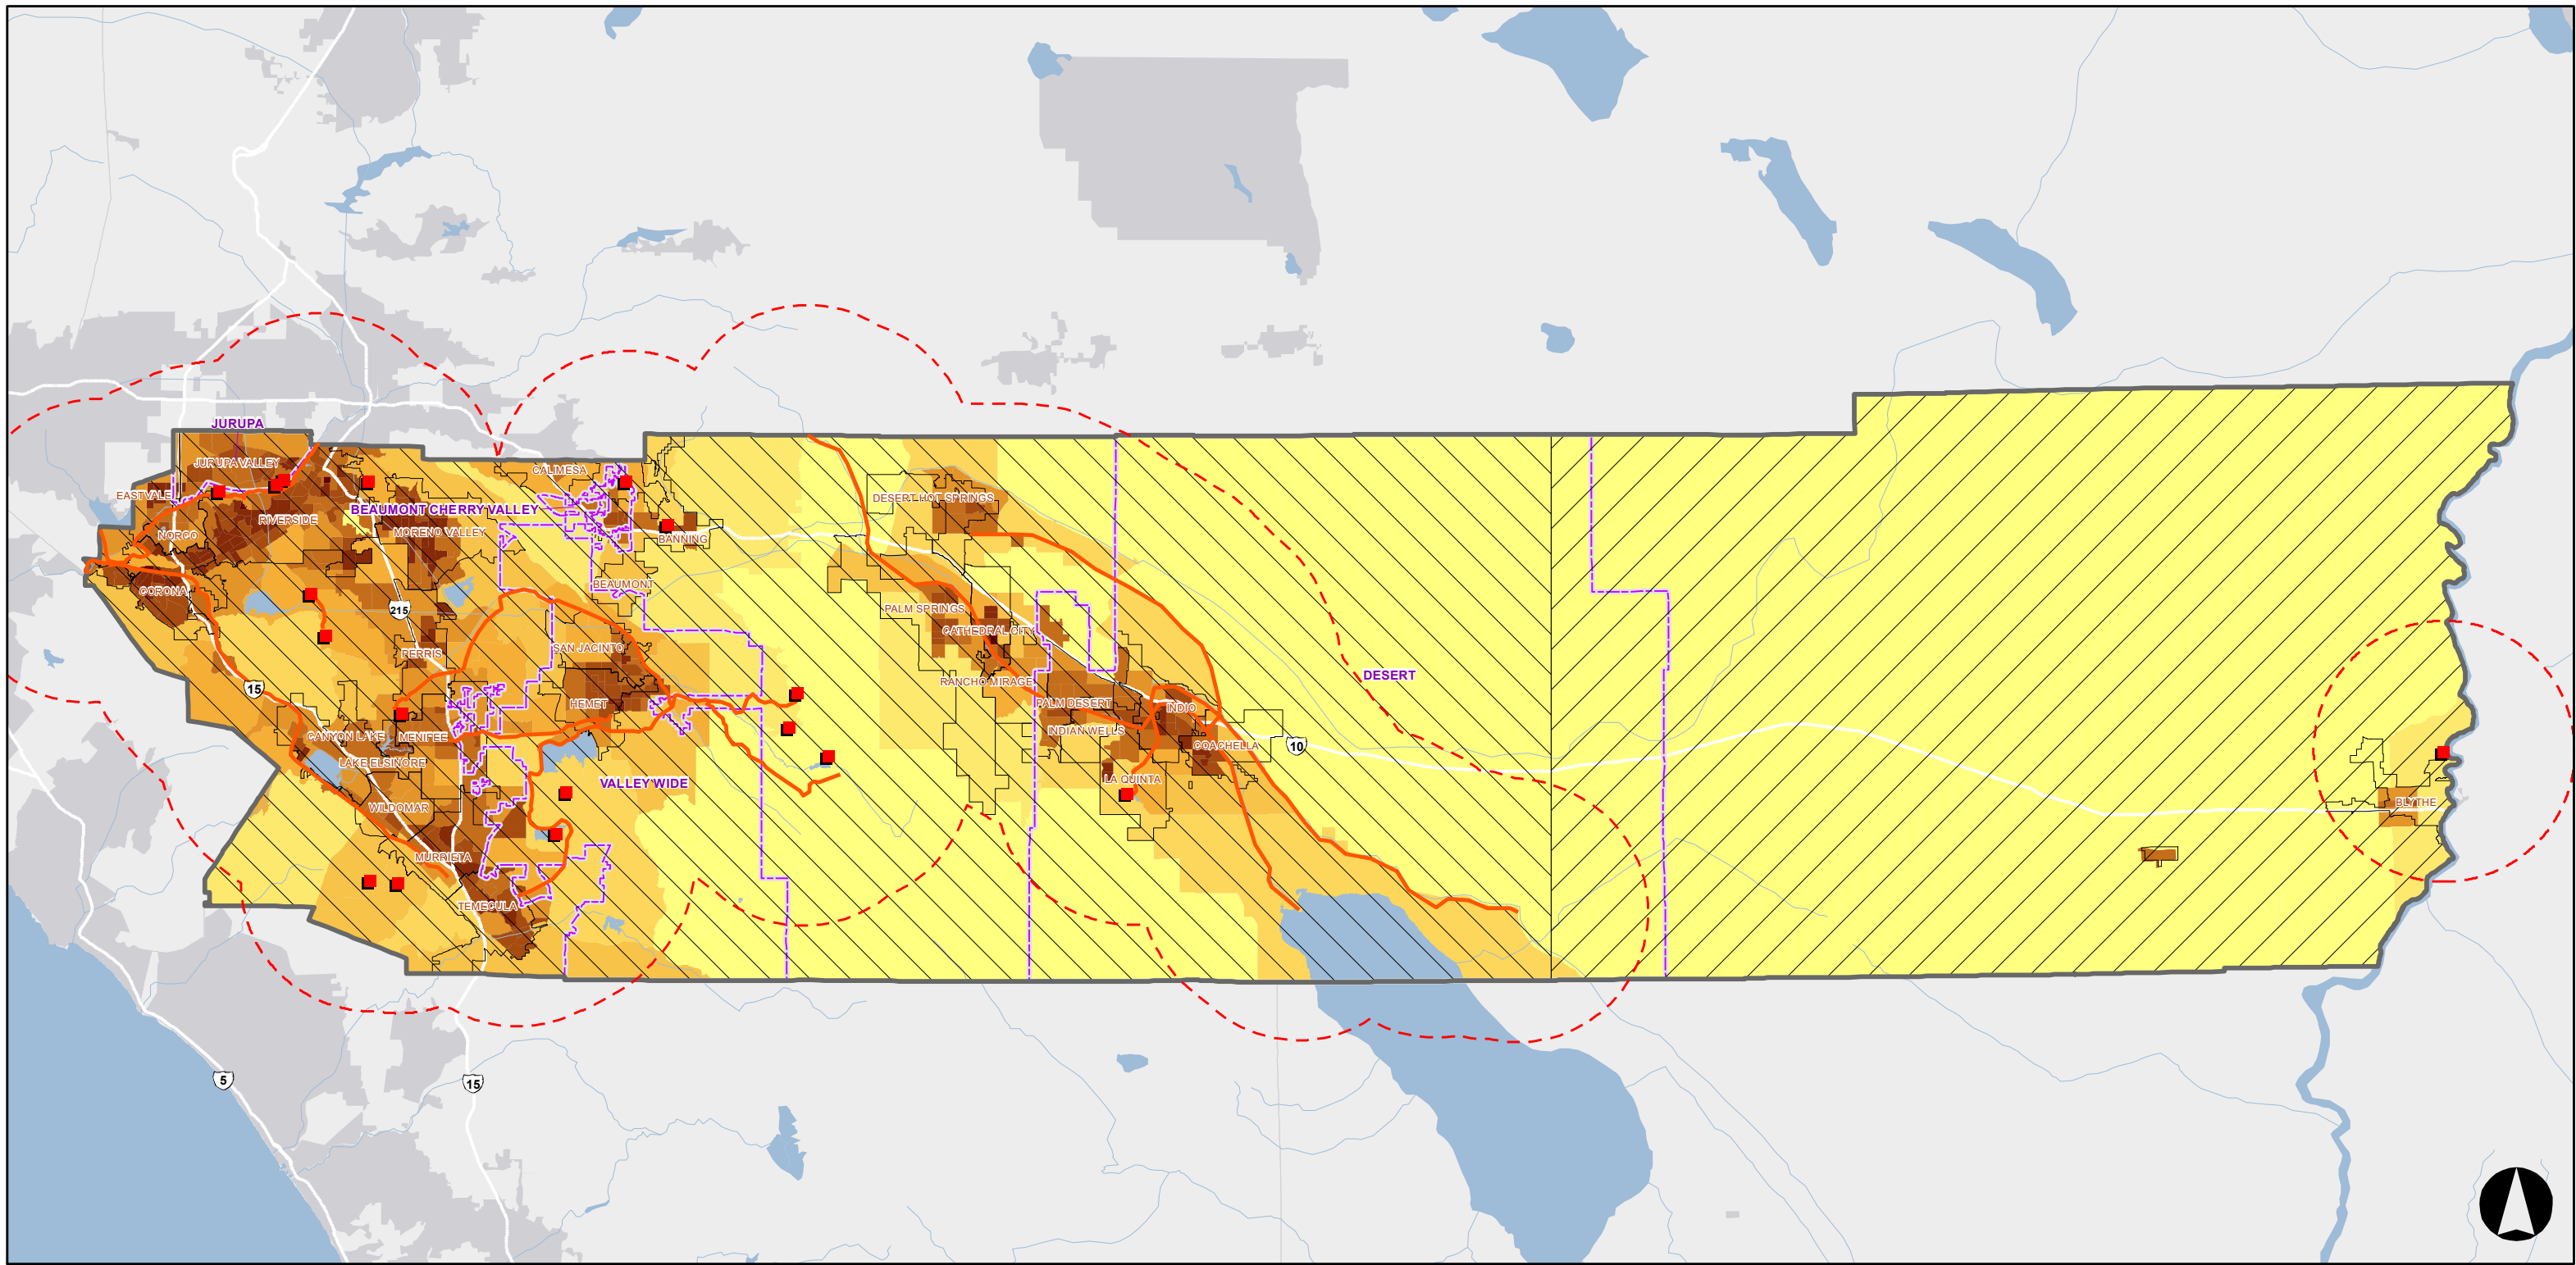 JURUPA
JURUPA VALLEY
CALIMESA
EASTVALE
DESERT HOT SPRINGS
BEAUMONT CHERRY VALLEY
RIVERSIDE
MORENO VALLEY
NORCO
BANNING
BEAUMONT
CORONA
215
PALM SPRINGS
CATHEDRAL CITY
SAN JACINTO
PERRIS
DESERT
RANCHO MIRAGE
15
HEMET
PALM DESERT
INDIO
INDIAN WELLS
CANYON LAKE
MENIFEE
COACHELLA
10
LAKE ELSINORE
LA QUINTA
VALLEY WIDE
WILDOMAR
BLYTHE
MURRIETA
TEMECULA
5
15